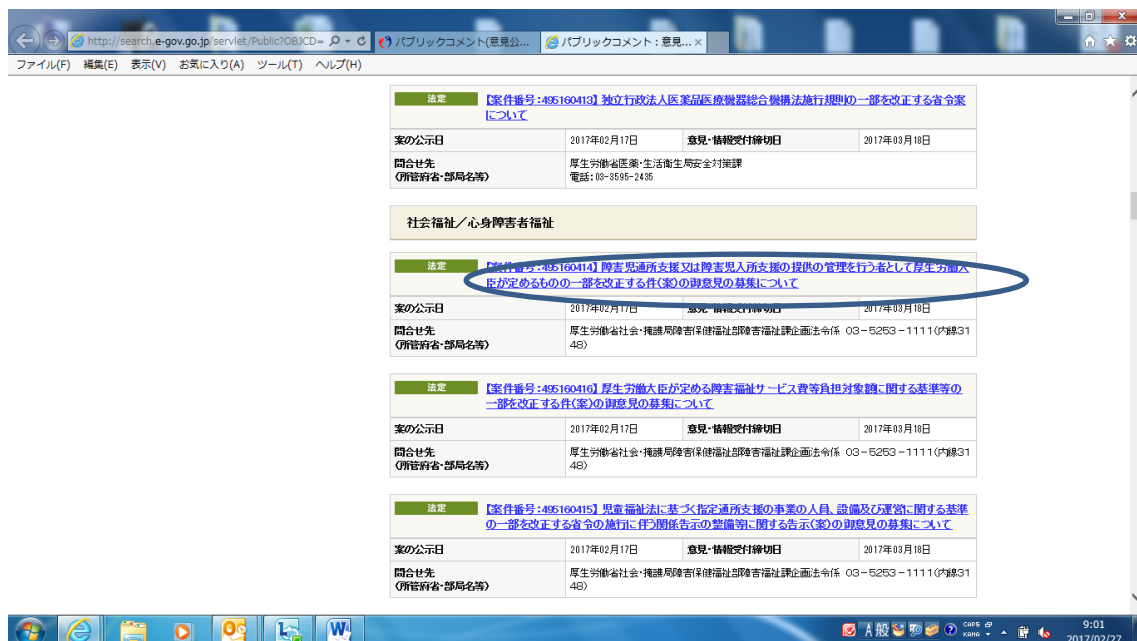 http://search.e-gov.go.jp/servlet/Public?OBJCD=
パブリックコメント(意見公...
パブリックコメント：意見...
ファイル(F) 編集(E) 表示(V) お気に入り(A) ツール(T) ヘルプ(H)
法定
【案件番号:495160413】独立行政法人医薬品医療機器総合機構法施行規則の一部を改正する省令案
について
案の公示日 2017年02月17日 意見・情報受付締切日 2017年03月18日
問合せ先
(所管府省・部局名等)
厚生労働省医薬・生活衛生局安全対策課
電話:03-3595-2435
社会福祉／心身障害者福祉
法定
【案件番号:495160414】障害児通所支援又は障害児入所支援の提供の管理を行う者として厚生労働大
臣が定めるものの一部を改正する件(案)の御意見の募集について
案の公示日 2017年02月17日 意見・情報受付締切日 2017年03月18日
問合せ先
(所管府省・部局名等)
厚生労働省社会・擁護局障害保健福祉部障害福祉課企画法令係 03－5253－1111(内線31
48)
法定
【案件番号:495160416】厚生労働大臣が定める障害福祉サービス費等負担対象額に関する基準等の
一部を改正する件(案)の御意見の募集について
案の公示日 2017年02月17日 意見・情報受付締切日 2017年03月18日
問合せ先
(所管府省・部局名等)
厚生労働省社会・擁護局障害保健福祉部障害福祉課企画法令係 03－5253－1111(内線31
48)
法定
【案件番号:495160415】児童福祉法に基づく指定通所支援の事業の人員、設備及び運営に関する基準
の一部を改正する省令の施行に伴う関係告示の整備等に関する告示(案)の御意見の募集について
案の公示日 2017年02月17日 意見・情報受付締切日 2017年03月18日
問合せ先
(所管府省・部局名等)
厚生労働省社会・擁護局障害保健福祉部障害福祉課企画法令係 03－5253－1111(内線31
48)
A 般
CAPS
KANA
9:01
2017/02/27